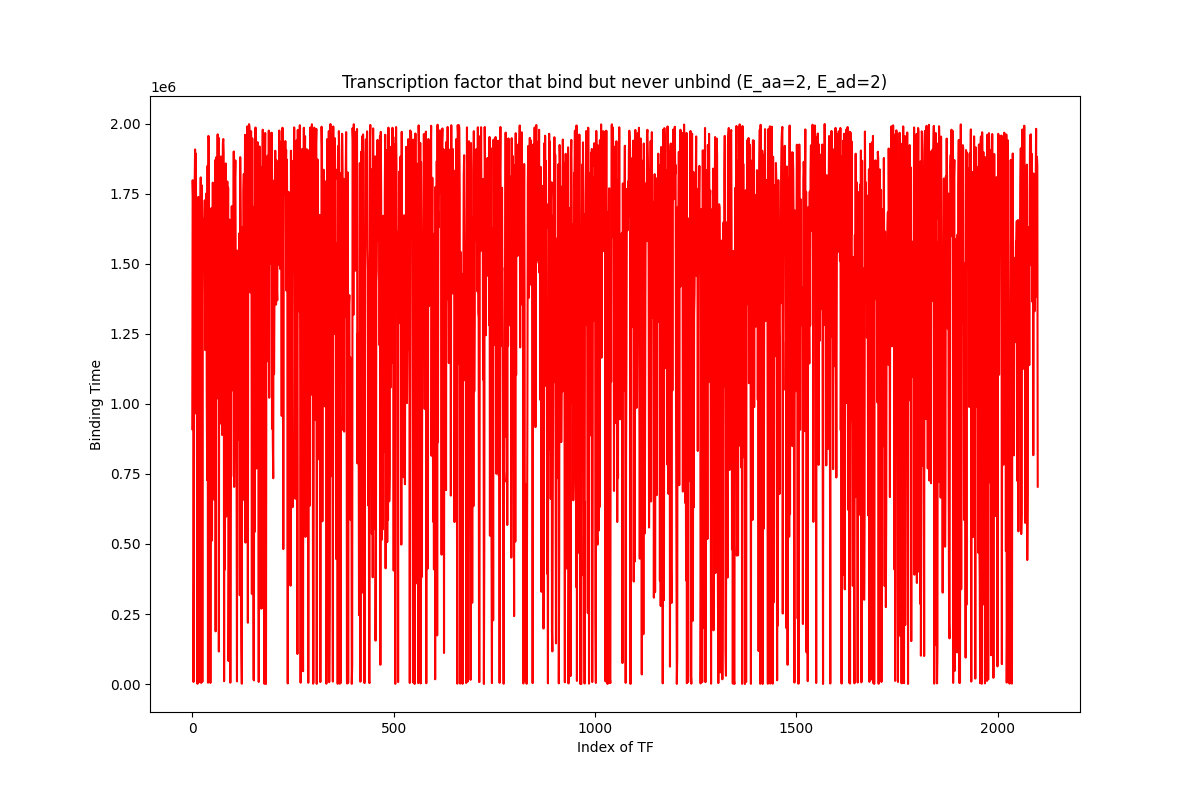 Transcription factor that bind but never unbind (E_aa=2, E_ad=2)
1e6
2.00
1.75
1.50
1.25
1.00
0.75
0.50
0.25
0.00
Binding Time
0 500 1000 1500 2000
Index of TF